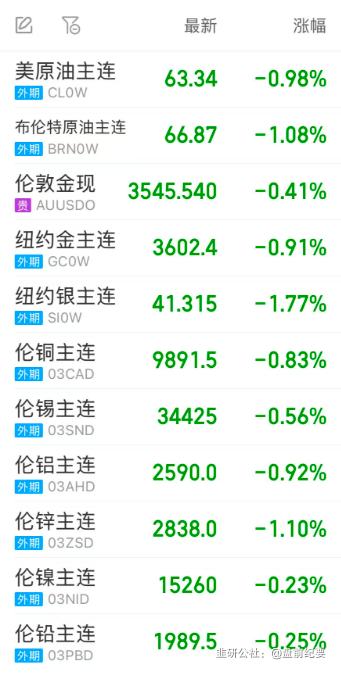 最新 涨幅
美原油主连 63.34 -0.98%
外期 CL0W
布伦特原油主连 66.87 -1.08%
外期 BRN0W
伦敦金现 3545.540 -0.41%
贵 AUUSDO
纽约金主连 3602.4 -0.91%
外期 GC0W
纽约银主连 41.315 -1.77%
外期 SI0W
伦铜主连 9891.5 -0.83%
外期 03CAD
伦锡主连 34425 -0.56%
外期 03SND
伦铝主连 2590.0 -0.92%
外期 03AHD
伦锌主连 2838.0 -1.10%
外期 03ZSD
伦镍主连 15260 -0.23%
外期 03NID
伦铅主连 1989.5 -0.25%
外期 03PBD
韭研公社：@盘前纪要